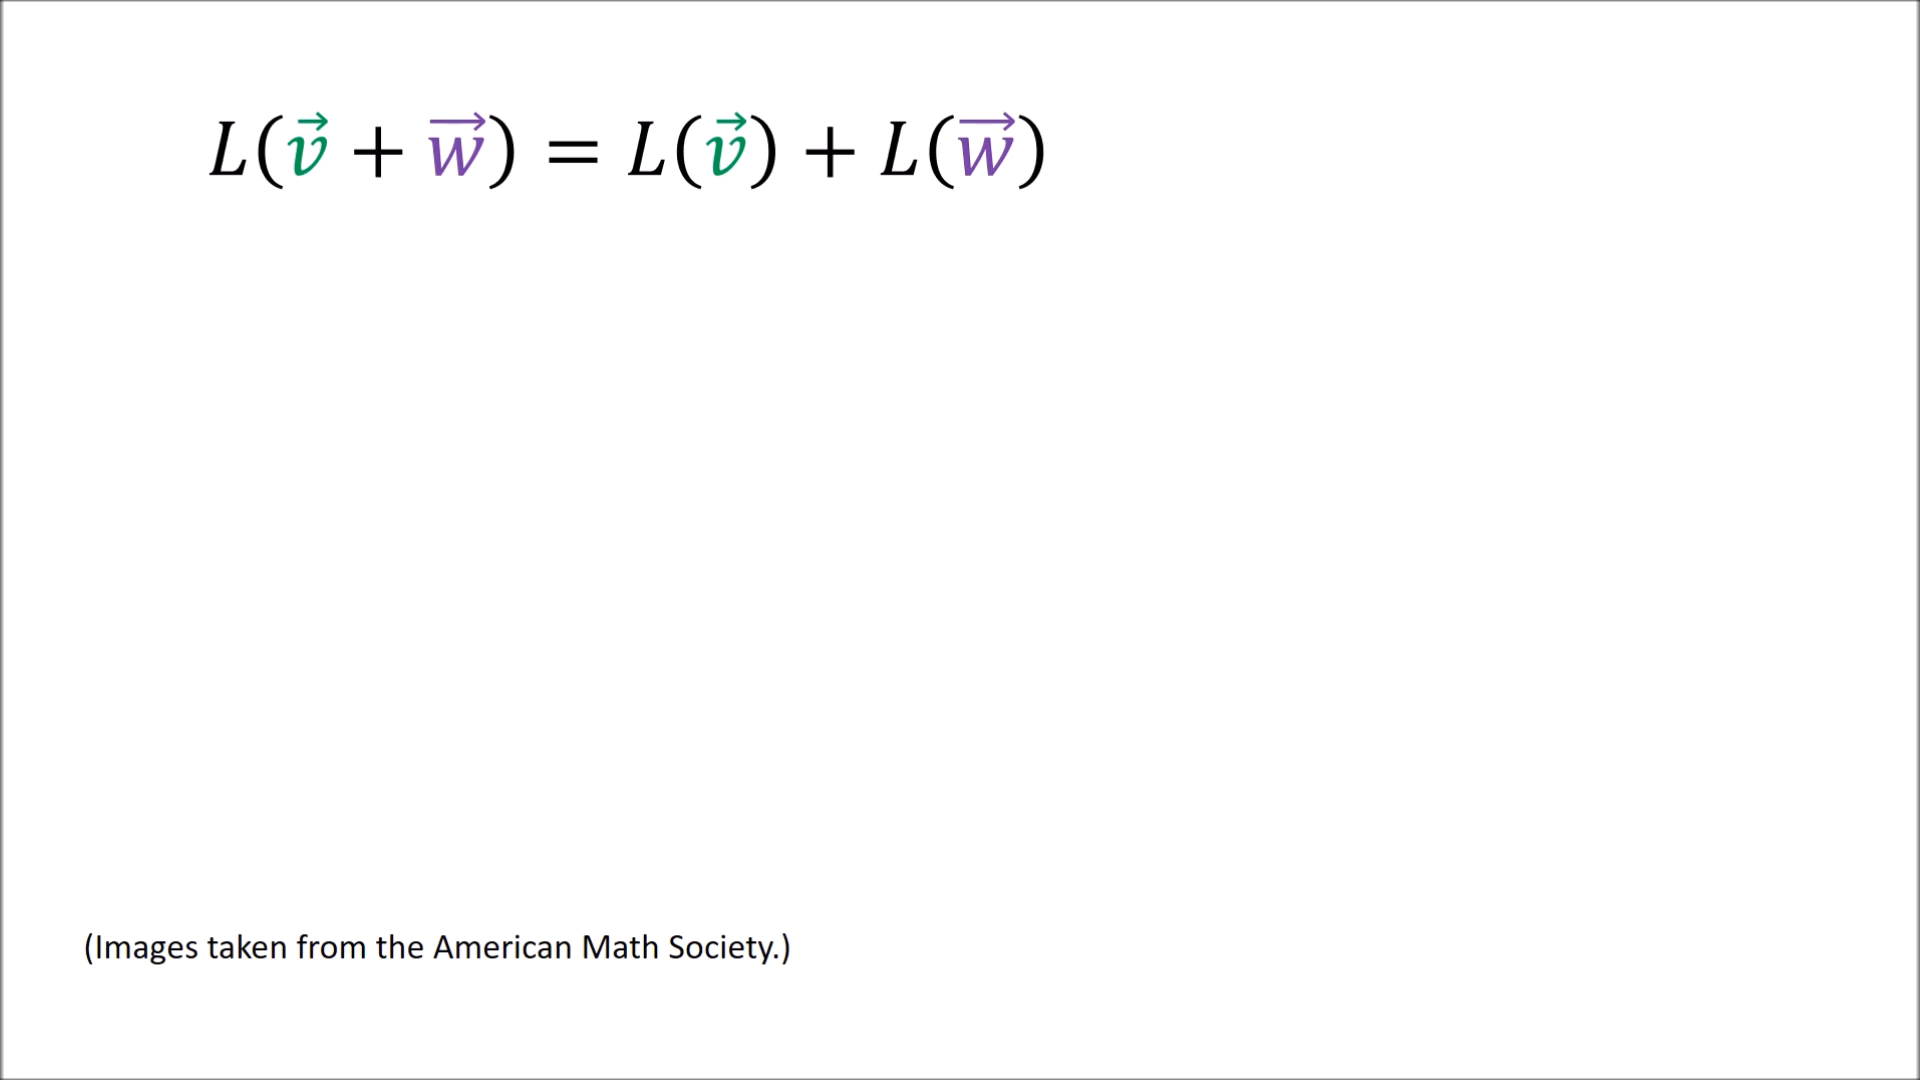 L(v⃗ + w⃗) = L(v⃗) + L(w⃗)
(Images taken from the American Math Society.)